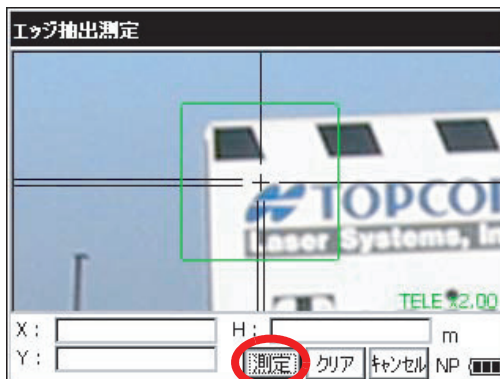 エッジ抽出測定
TOPCO
Laser Systems, In
TELE x2.00
X :
H :
m
Y :
測定 クリア キャンセル NP